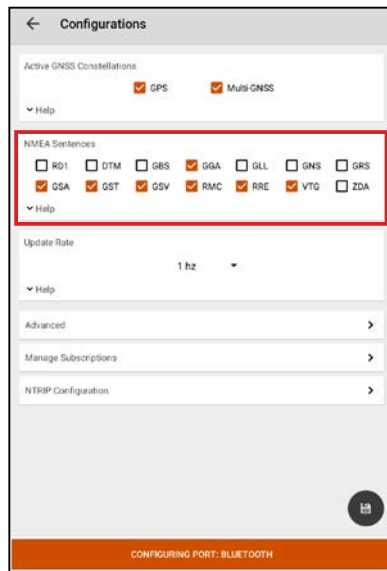 Configurations
Active GNSS Constellations
GPS Multi-GNSS
Help
NMEA Sentences
RD1 DTM GBS GGA GLL GNS GRS
GSA GST GSV RMC RRE VTG ZDA
Help
Update Rate
1 hz
Help
Advanced
Manage Subscriptions
NTRIP Configuration
CONFIGURING PORT: BLUETOOTH